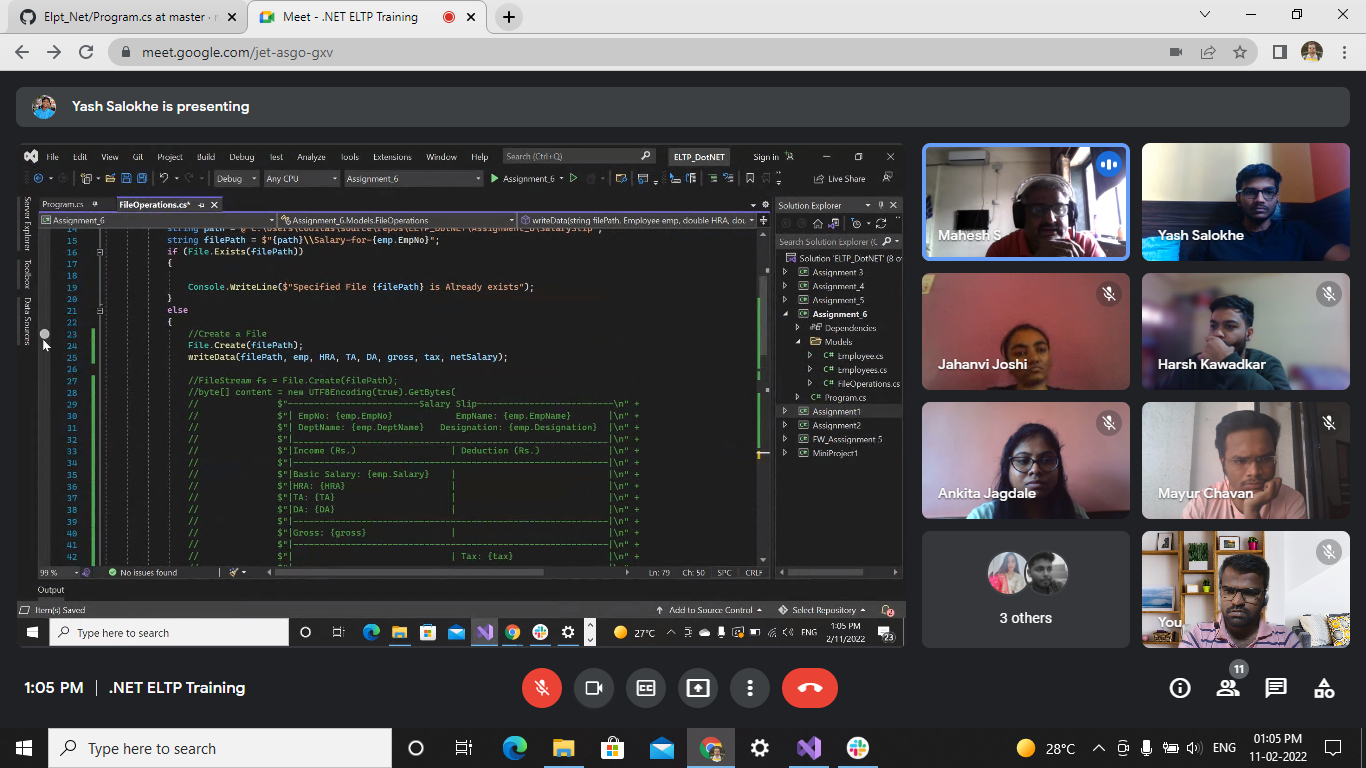 Elpt_Net/Program.cs at master ·
Meet - .NET ELTP Training
meet.google.com/jet-asgo-gxv
Yash Salokhe is presenting
File Edit View Git Project Build Debug Test Analyze Tools Extensions Window Help
Search (Ctrl+Q)
ELTP_DotNET
Sign in
Debug
Any CPU
Assignment_6
Assignment_6
Live Share
Server Explorer
Toolbox
Data Sources
Program.cs
FileOperations.cs*
Assignment_6
Assignment_6.Models.FileOperations
writeData(string filePath, Employee emp, double HRA, dou
15 string filePath = $"{path}\\Salary-for-{emp.EmpNo}";
16 if (File.Exists(filePath))
17 {
18
19 Console.WriteLine($"Specified File {filePath} is Already exists");
20 }
21 else
22 {
23 //Create a File
24 File.Create(filePath);
25 writeData(filePath, emp, HRA, TA, DA, gross, tax, netSalary);
26
27 //FileStream fs = File.Create(filePath);
28 //byte[] content = new UTF8Encoding(true).GetBytes(
29 // $"-------------------------Salary Slip--------------------------\n" +
30 // $"| EmpNo: {emp.EmpNo} EmpName: {emp.EmpName} |\n" +
31 // $"| DeptName: {emp.DeptName} Designation: {emp.Designation} |\n" +
32 // $"|____________________________________________________________|\n" +
33 // $"|Income (Rs.) | Deduction (Rs.) |\n" +
34 // $"|------------------------------------------------------------|\n" +
35 // $"|Basic Salary: {emp.Salary} | |\n" +
36 // $"|HRA: {HRA} | |\n" +
37 // $"|TA: {TA} | |\n" +
38 // $"|DA: {DA} | |\n" +
39 // $"|------------------------------------------------------------|\n" +
40 // $"|Gross: {gross} | |\n" +
41 // $"|------------------------------------------------------------|\n" +
42 // $"| | Tax: {tax} |\n" +
99 %
No issues found
Ln: 79 Ch: 50 SPC CRLF
Output
Item(s) Saved
Add to Source Control
Select Repository
2
Solution Explorer
Search Solution Explorer (C
Solution 'ELTP_DotNET' (8 o
Assignment 3
Assignment_4
Assignment_5
Assignment_6
Dependencies
Models
Employee.cs
Employees.cs
FileOperations.cs
Program.cs
Assignment1
Assignment2
FW_Asssignment 5
MiniProject1
Type here to search
27°C
ENG
1:05 PM
2/11/2022
23
Mahesh S
Yash Salokhe
Jahanvi Joshi
Harsh Kawadkar
Ankita Jagdale
Mayur Chavan
3 others
You
1:05 PM | .NET ELTP Training
11
Type here to search
28°C
ENG
01:05 PM
11-02-2022